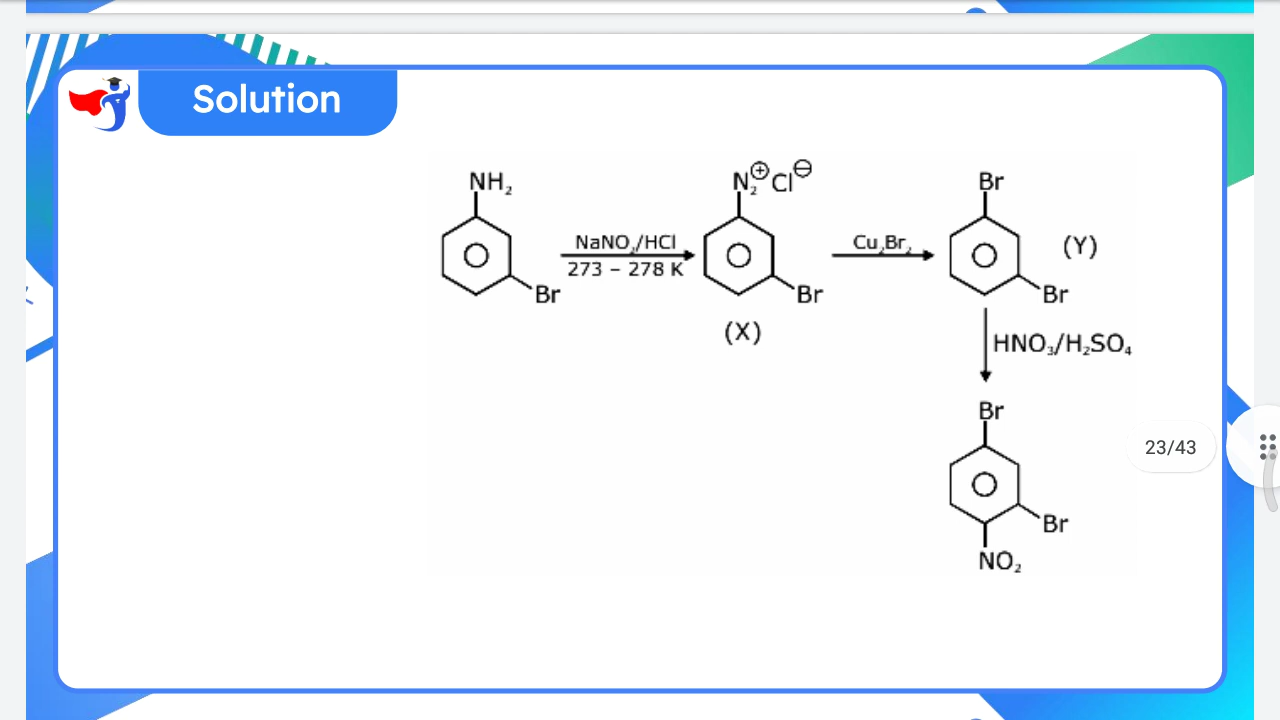 Solution
NH₂ N₂⊕Cl⊖ Br
NaNO₂/HCl Cu₂Br₂ (Y)
273 – 278 K
Br Br Br
(X)
HNO₃/H₂SO₄
Br
23/43
Br
NO₂